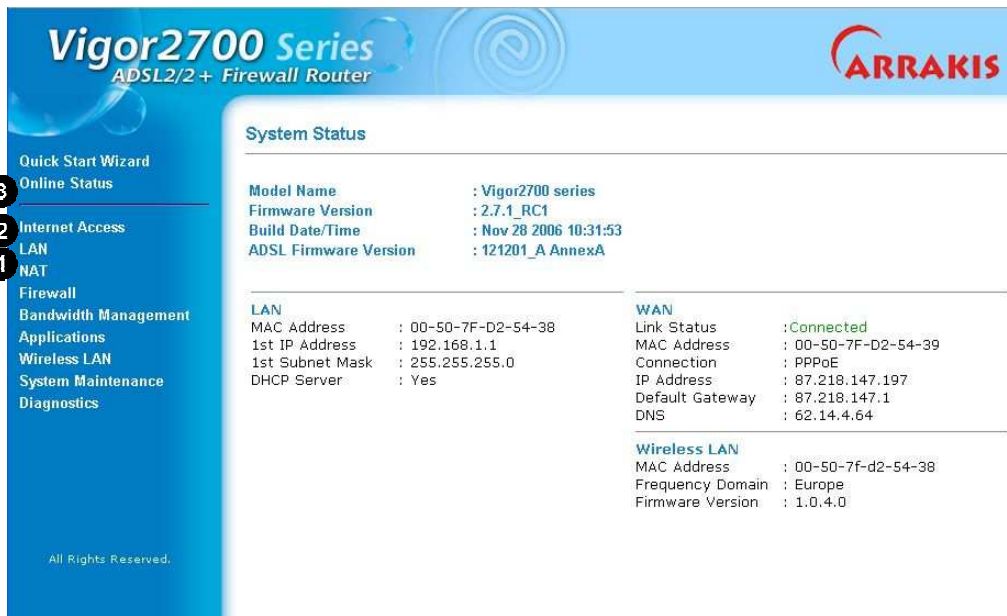 Vigor2700 Series
ADSL2/2+ Firewall Router
ARRAKIS
Quick Start Wizard
3 Online Status
2 Internet Access
LAN
1 NAT
Firewall
Bandwidth Management
Applications
Wireless LAN
System Maintenance
Diagnostics
All Rights Reserved.
System Status
Model Name : Vigor2700 series
Firmware Version : 2.7.1_RC1
Build Date/Time : Nov 28 2006 10:31:53
ADSL Firmware Version : 121201_A AnnexA
LAN
MAC Address : 00-50-7F-D2-54-38
1st IP Address : 192.168.1.1
1st Subnet Mask : 255.255.255.0
DHCP Server : Yes
WAN
Link Status :Connected
MAC Address : 00-50-7F-D2-54-39
Connection : PPPoE
IP Address : 87.218.147.197
Default Gateway : 87.218.147.1
DNS : 62.14.4.64
Wireless LAN
MAC Address : 00-50-7f-d2-54-38
Frequency Domain : Europe
Firmware Version : 1.0.4.0